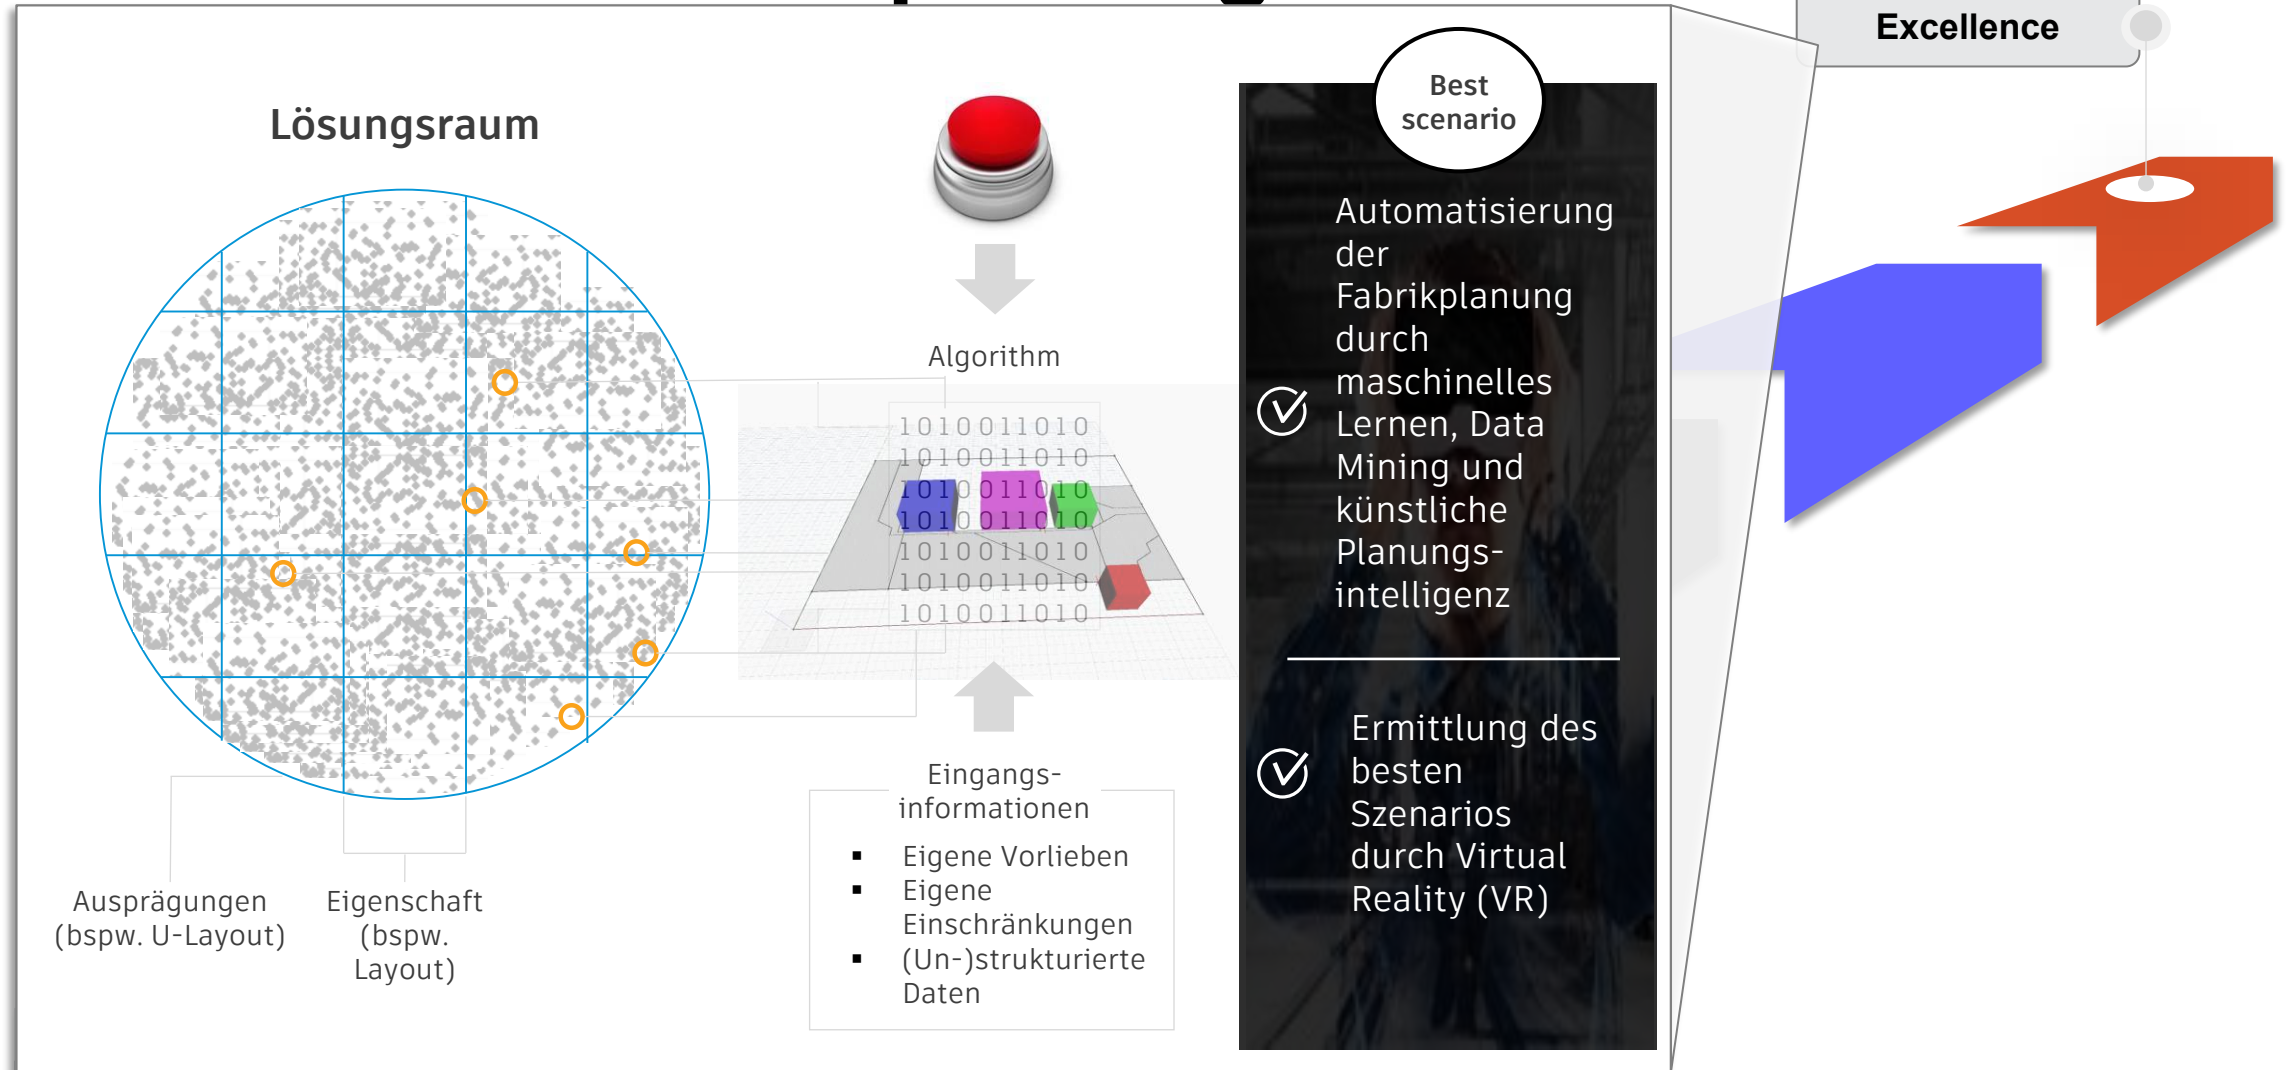 Excellence
Best
scenario
Lösungsraum
Algorithm
1010011010
1010011010
1010011010
1010011010
1010011010
1010011010
1010011010
Eingangs-
informationen
▪ Eigene Vorlieben
▪ Eigene
Einschränkungen
▪ (Un-)strukturierte
Daten
Ausprägungen
(bspw. U-Layout)
Eigenschaft
(bspw.
Layout)
Automatisierung
der
Fabrikplanung
durch
maschinelles
Lernen, Data
Mining und
künstliche
Planungs-
intelligenz
Ermittlung des
besten
Szenarios
durch Virtual
Reality (VR)